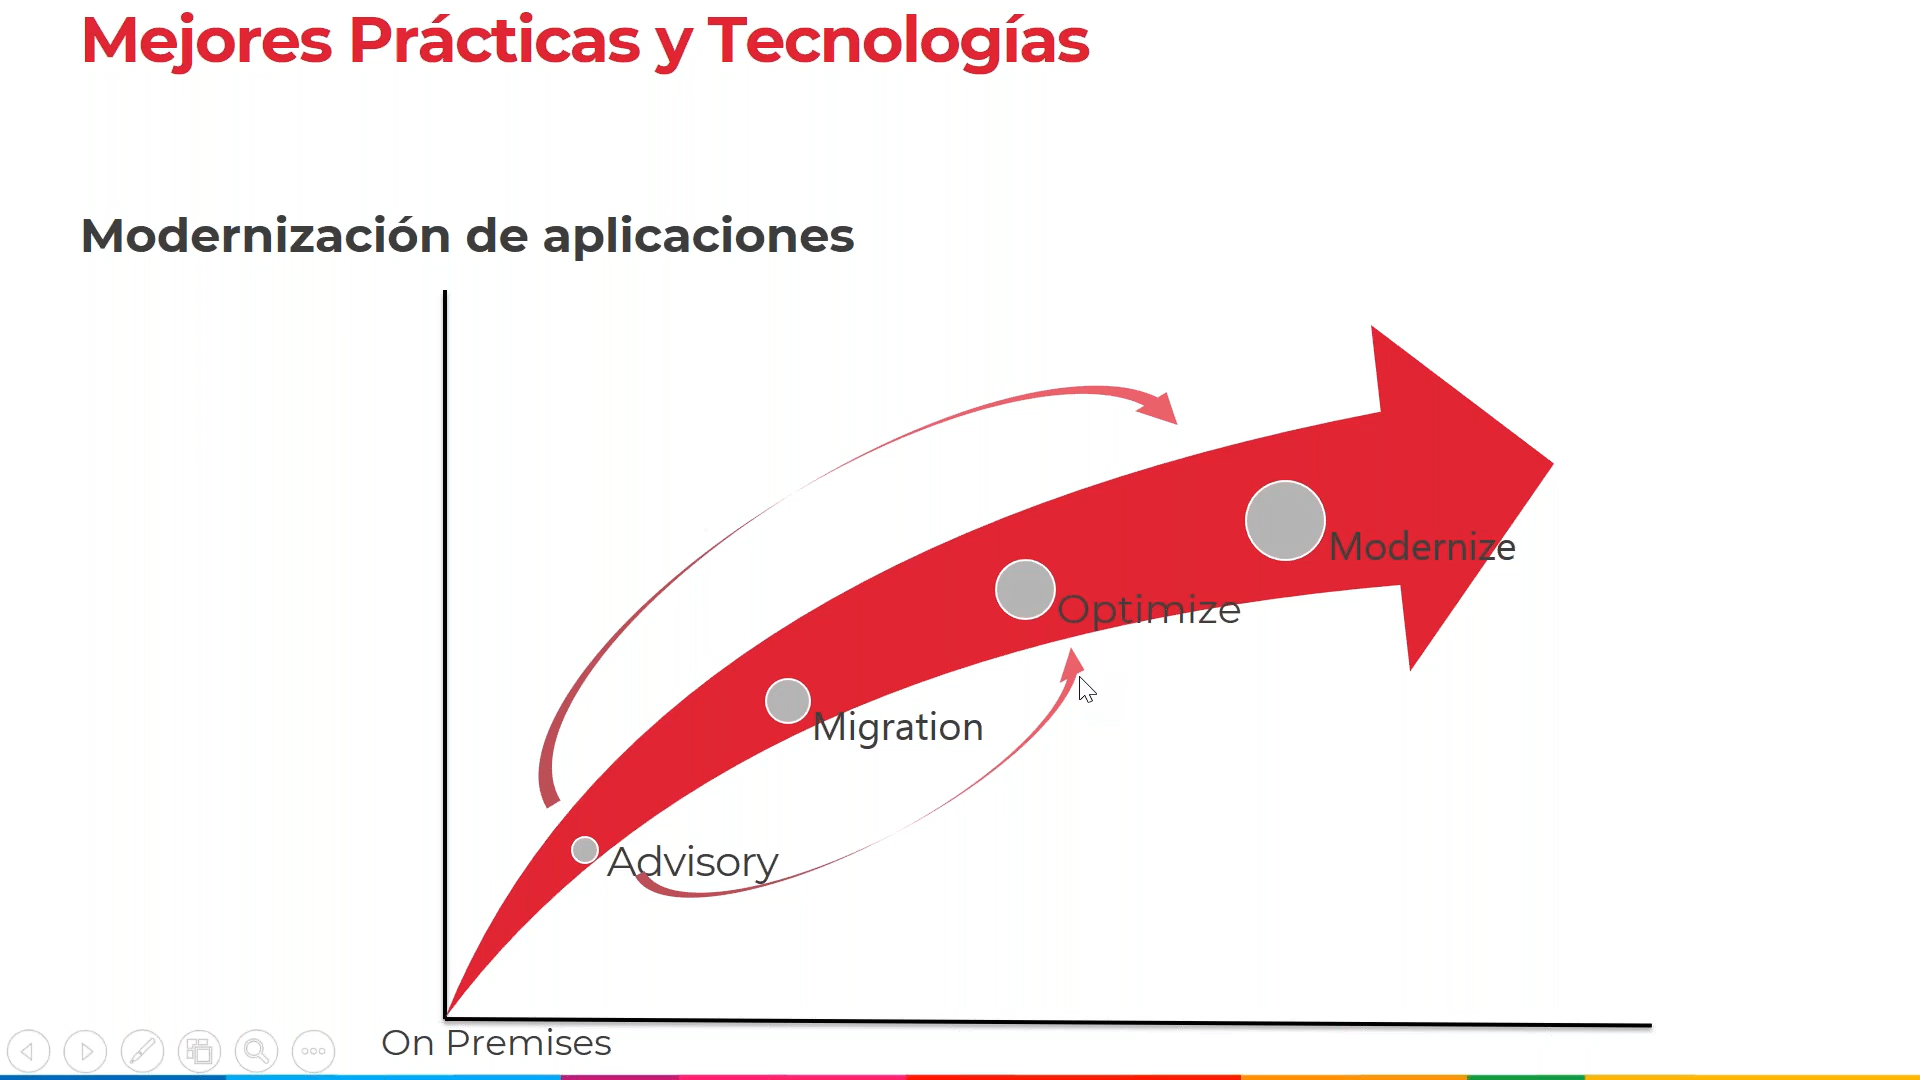 Mejores Prácticas y Tecnologías
Modernización de aplicaciones
Modernize
Optimize
Migration
Advisory
On Premises